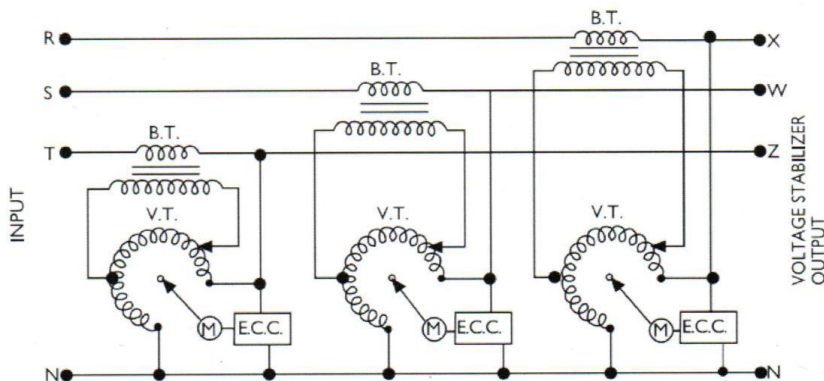 B.T.
R
X
B.T.
S
W
B.T.
T
Z
INPUT
V.T.
V.T.
V.T.
VOLTAGE STABILIZER
OUTPUT
M
E.C.C.
M
E.C.C.
M
E.C.C.
N
N